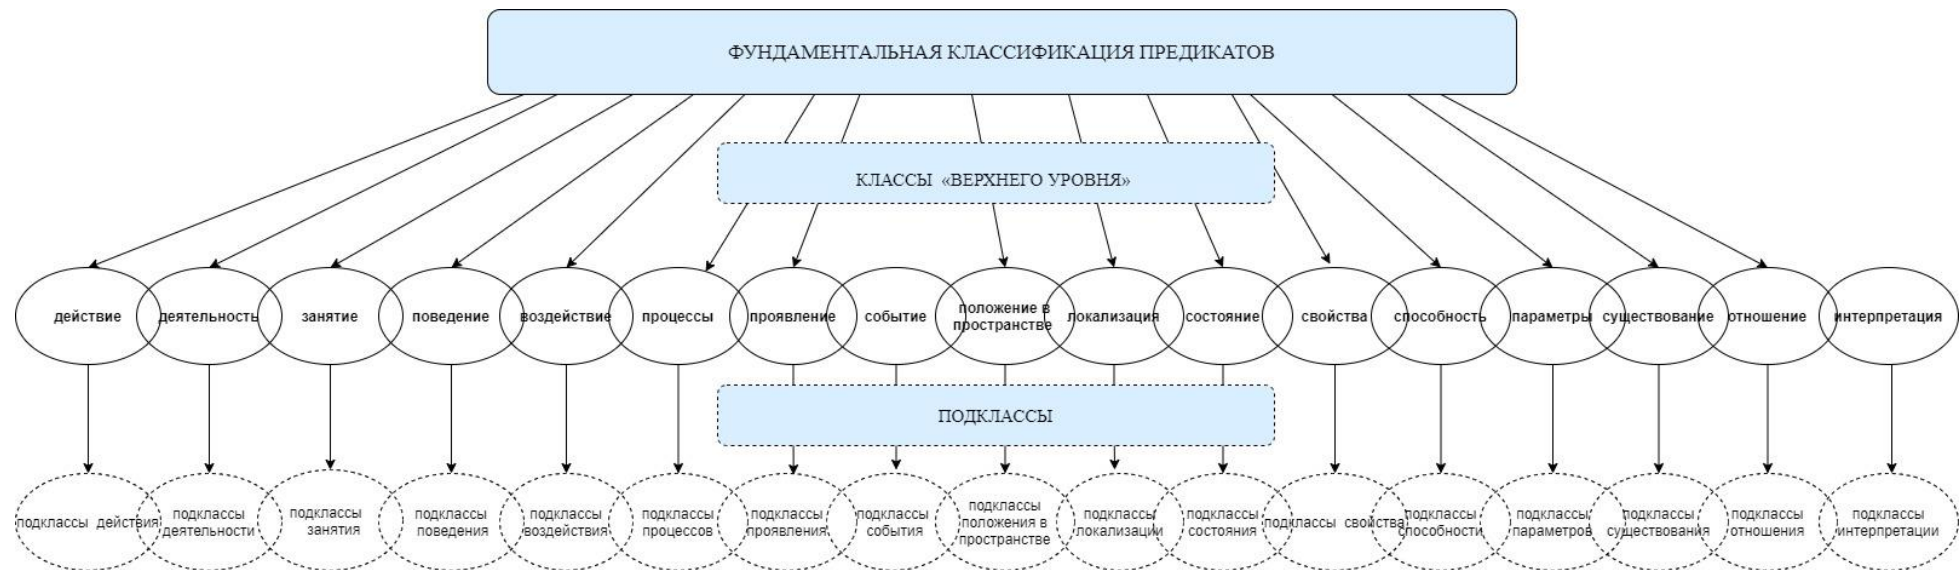 ФУНДАМЕНТАЛЬНАЯ КЛАССИФИКАЦИЯ ПРЕДИКАТОВ
КЛАССЫ «ВЕРХНЕГО УРОВНЯ»
действие
деятельность
занятие
поведение
воздействие
процессы
проявление
событие
положение в
пространстве
локализация
состояние
свойства
способность
параметры
существование
отношение
интерпретация
ПОДКЛАССЫ
подклассы действия
подклассы
деятельности
подклассы
занятия
подклассы
поведения
подклассы
воздействия
подклассы
процессов
подклассы
проявления
подклассы
события
подклассы
положения в
пространстве
подклассы
локализации
подклассы
состояния
подклассы свойства
подклассы
способности
подклассы
параметров
подклассы
существования
подклассы
отношения
подклассы
интерпретации